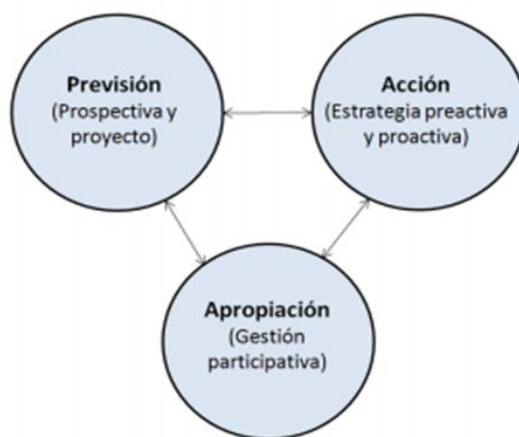 Previsión
(Prospectiva y
proyecto)
Acción
(Estrategia preactiva
y proactiva)
Apropiación
(Gestión
participativa)